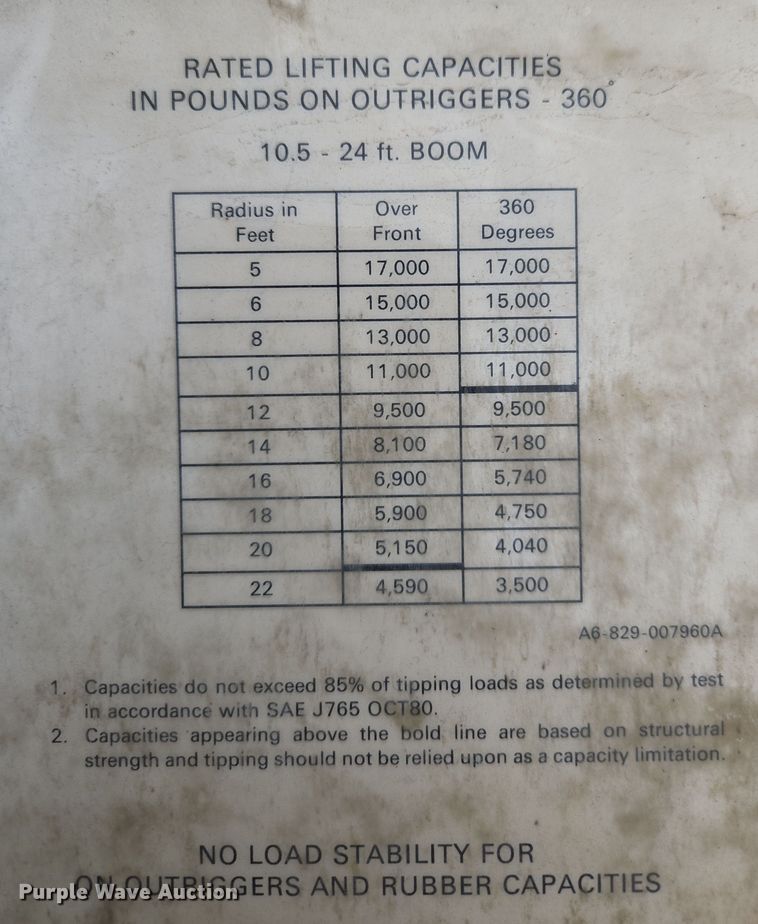 RATED LIFTING CAPACITIES
IN POUNDS ON OUTRIGGERS - 360°
10.5 - 24 ft. BOOM
Radius in Feet Over Front 360 Degrees
5 17,000 17,000
6 15,000 15,000
8 13,000 13,000
10 11,000 11,000
12 9,500 9,500
14 8,100 7,180
16 6,900 5,740
18 5,900 4,750
20 5,150 4,040
22 4,590 3,500
A6-829-007960A
1. Capacities do not exceed 85% of tipping loads as determined by test
in accordance with SAE J765 OCT80.
2. Capacities appearing above the bold line are based on structural
strength and tipping should not be relied upon as a capacity limitation.
NO LOAD STABILITY FOR
ON OUTRIGGERS AND RUBBER CAPACITIES
Purple Wave Auction